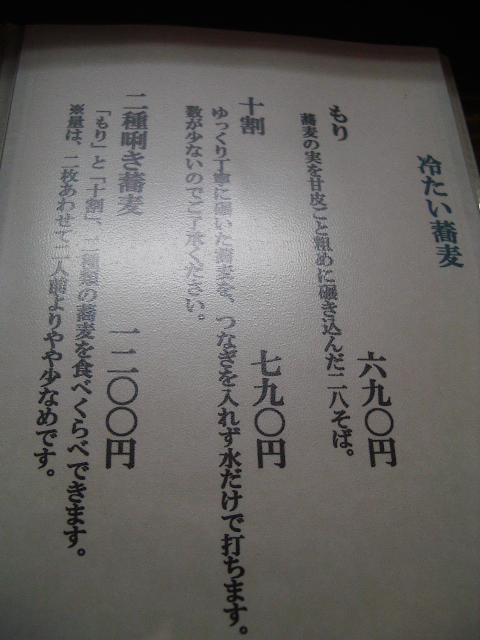 冷たい蕎麦
もり
六九〇円
蕎麦の実を甘皮ごと粗めに碾き込んだ二八そば。
十割
七九〇円
ゆっくり丁寧に碾いた蕎麦を、つなぎを入れず水だけで打ちます。
数が少ないのでご了承ください。
二種唎き蕎麦
一二〇〇円
「もり」と「十割」、二種類の蕎麦を食べくらべできます。
※量は、二枚あわせて二人前よりやや少なめです。